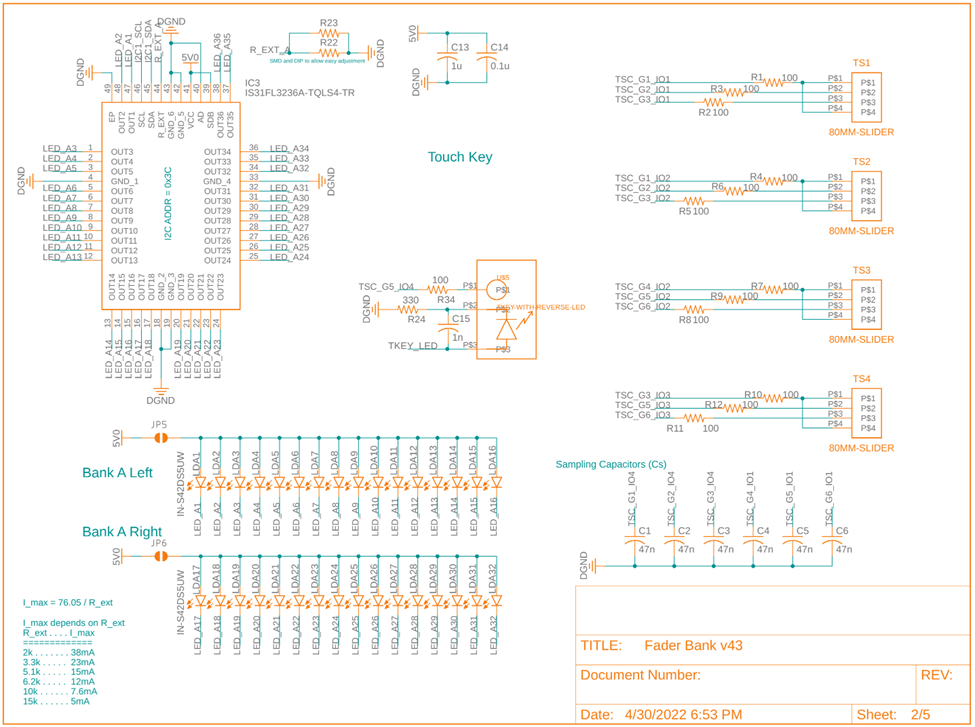 DGND
LED_A2
LED_A1
I2C1_SCL
I2C1_SDA
R_EXT_A
5V0
LED_A36
LED_A35
DGND
49
48
47
46
45
44
43
42
41
40
39
38
37
IC3
IS31FL3236A-TQLS4-TR
EP
OUT2
OUT1
SCL
SDA
R_EXT
GND_6
GND_5
VCC
AD
SDB
OUT36
OUT35
LED_A3 1 OUT3
LED_A4 2 OUT4
LED_A5 3 OUT5
DGND 4 GND_1
LED_A6 5 OUT6
LED_A7 6 OUT7
LED_A8 7 OUT8
LED_A9 8 OUT9
LED_A10 9 OUT10
LED_A11 10 OUT11
LED_A12 11 OUT12
LED_A13 12 OUT13
I2C ADDR = 0x3C
OUT34 36 LED_A34
OUT33 35 LED_A33
OUT32 34 LED_A32
GND_4 33 DGND
OUT31 32 LED_A31
OUT30 31 LED_A30
OUT29 30 LED_A29
OUT28 29 LED_A28
OUT27 28 LED_A27
OUT26 27 LED_A26
OUT25 26 LED_A25
OUT24 25 LED_A24
OUT14
OUT15
OUT16
OUT17
OUT18
GND_2
GND_3
OUT19
OUT20
OUT21
OUT22
OUT23
13
14
15
16
17
18
19
20
21
22
23
24
LED_A14
LED_A15
LED_A16
LED_A17
LED_A18
LED_A19
LED_A20
LED_A21
LED_A22
LED_A23
DGND
R23
R22
R_EXT_A
DGND
SMD and DIP to allow easy adjustment
5V0
C13
1u
C14
0.1u
DGND
Touch Key
TSC_G5_IO4
100
R34
P$1
U$5
P$1
DGND
330
R24
P$2
P$2
TKEY-WITH-REVERSE-LED
C15
1n
TKEY_LED
P$3
P$3
TS1
TSC_G1_IO1 R1 100 P$1 P$1
TSC_G2_IO1 R3 100 P$2 P$2
TSC_G3_IO1 R2 100 P$3 P$3
P$4 P$4
80MM-SLIDER
TS2
TSC_G1_IO2 R4 100 P$1 P$1
TSC_G2_IO2 R6 100 P$2 P$2
TSC_G3_IO2 R5 100 P$3 P$3
P$4 P$4
80MM-SLIDER
TS3
TSC_G4_IO2 R7 100 P$1 P$1
TSC_G5_IO2 R9 100 P$2 P$2
TSC_G6_IO2 R8 100 P$3 P$3
P$4 P$4
80MM-SLIDER
TS4
TSC_G3_IO3 R10 100 P$1 P$1
TSC_G5_IO3 R12 100 P$2 P$2
TSC_G6_IO3 R11 100 P$3 P$3
P$4 P$4
80MM-SLIDER
Sampling Capacitors (Cs)
TSC_G1_IO4
TSC_G2_IO4
TSC_G3_IO4
TSC_G4_IO1
TSC_G5_IO1
TSC_G6_IO1
C1 C2 C3 C4 C5 C6
47n 47n 47n 47n 47n 47n
DGND
5V0
JP5
Bank A Left
IN-S42DS5UW
LDA1
LDA2
LDA3
LDA4
LDA5
LDA6
LDA7
LDA8
LDA9
LDA10
LDA11
LDA12
LDA13
LDA14
LDA15
LDA16
LED_A1
LED_A2
LED_A3
LED_A4
LED_A5
LED_A6
LED_A7
LED_A8
LED_A9
LED_A10
LED_A11
LED_A12
LED_A13
LED_A14
LED_A15
LED_A16
Bank A Right
5V0
JP6
IN-S42DS5UW
LDA17
LDA18
LDA19
LDA20
LDA21
LDA22
LDA23
LDA24
LDA25
LDA26
LDA27
LDA28
LDA29
LDA30
LDA31
LDA32
LED_A17
LED_A18
LED_A19
LED_A20
LED_A21
LED_A22
LED_A23
LED_A24
LED_A25
LED_A26
LED_A27
LED_A28
LED_A29
LED_A30
LED_A31
LED_A32
I_max = 76.05 / R_ext
I_max depends on R_ext
R_ext . . . . I_max
=============
2k . . . . . . . 38mA
3.3k . . . . . 23mA
5.1k . . . . . 15mA
6.2k . . . . . 12mA
10k . . . . . . 7.6mA
15k . . . . . . 5mA
TITLE: Fader Bank v43
Document Number:
REV:
Date: 4/30/2022 6:53 PM
Sheet: 2/5